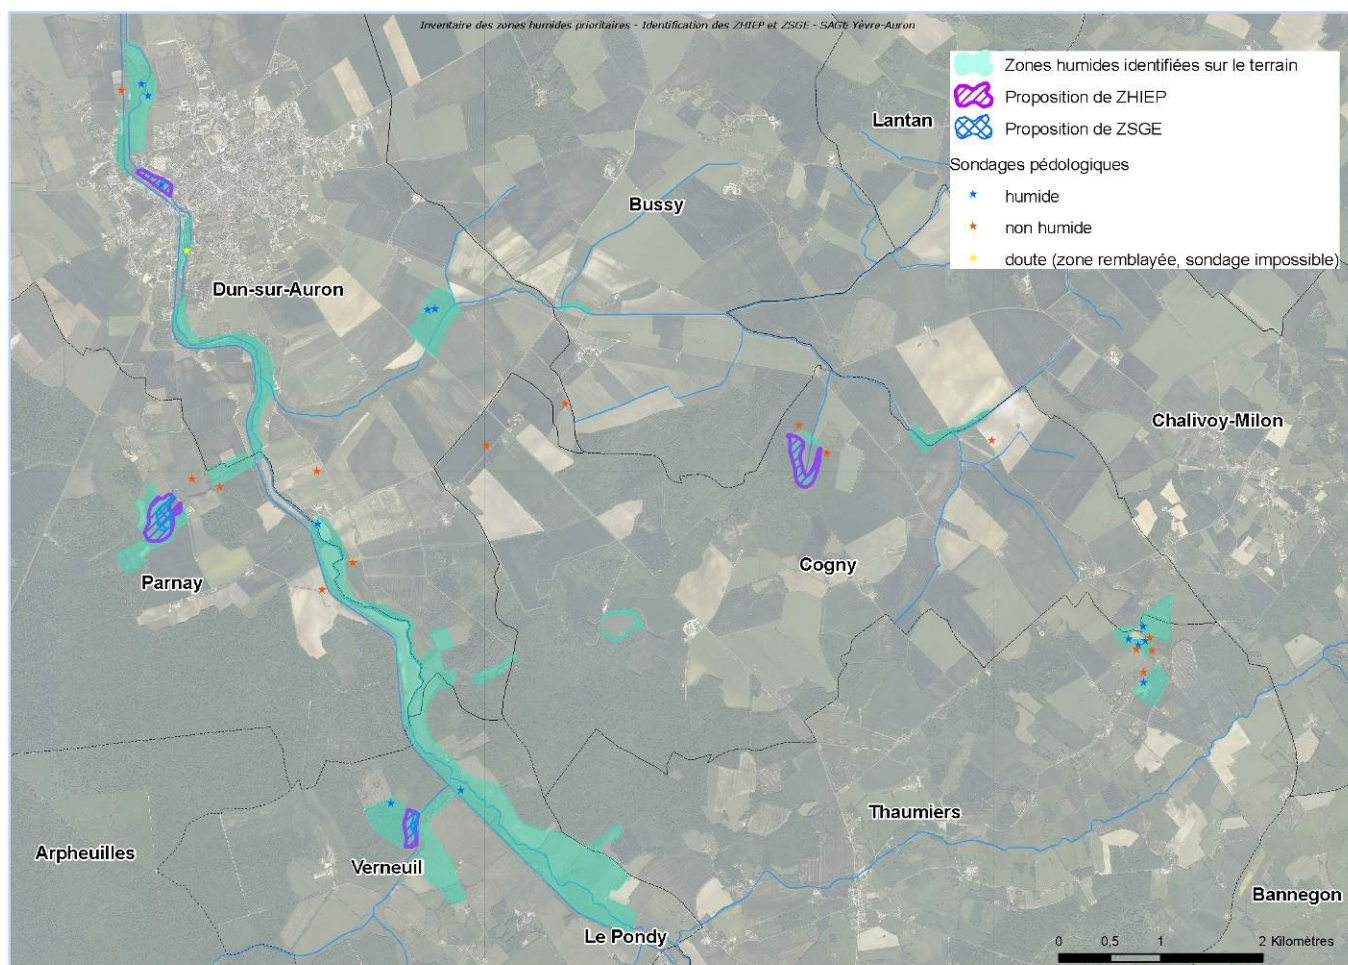 Inventaire des zones humides prioritaires - Identification des ZHIEP et ZSGE - SAGE Yèvre-Auron
Zones humides identifiées sur le terrain
Proposition de ZHIEP
Proposition de ZSGE
Sondages pédologiques
humide
non humide
doute (zone remblayée, sondage impossible)
Lantan
Bussy
Dun-sur-Auron
Chalivoy-Milon
Cogny
Parnay
Thaumiers
Arpheuilles
Verneuil
Bannegon
Le Pondy
0 0,5 1 2 Kilomètres